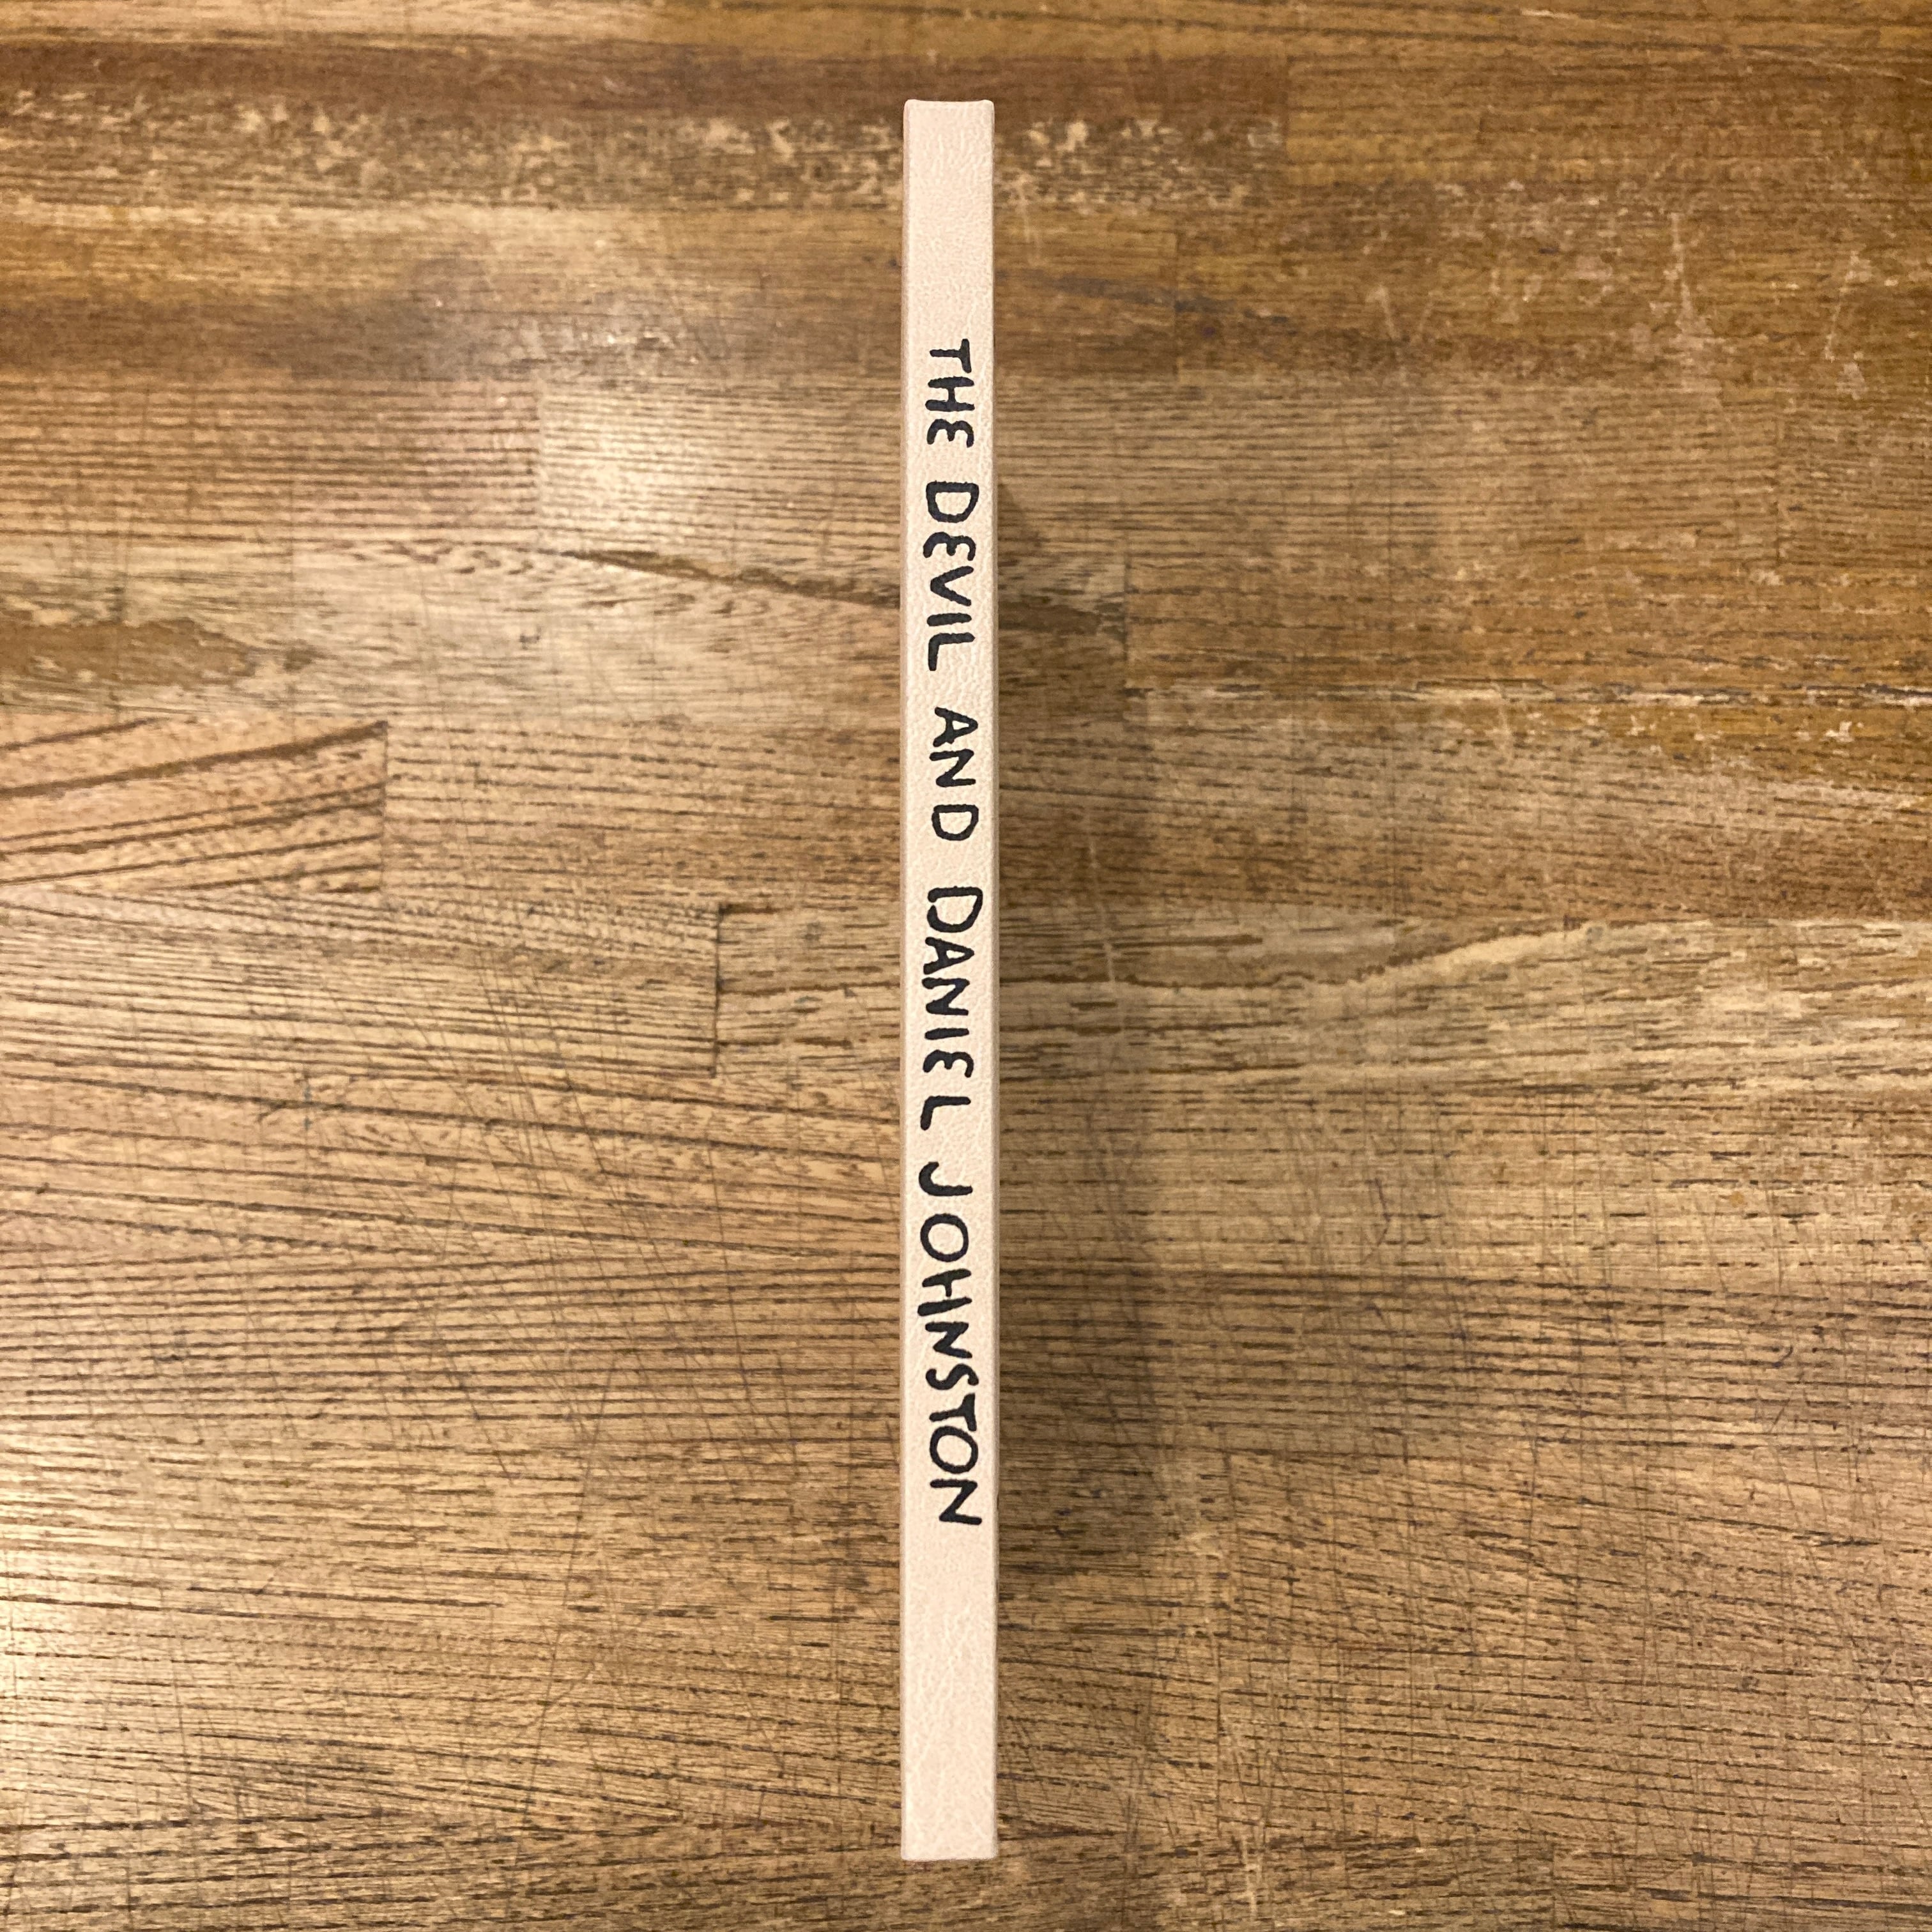 THE DEVIL AND DANIEL JOHNSTON